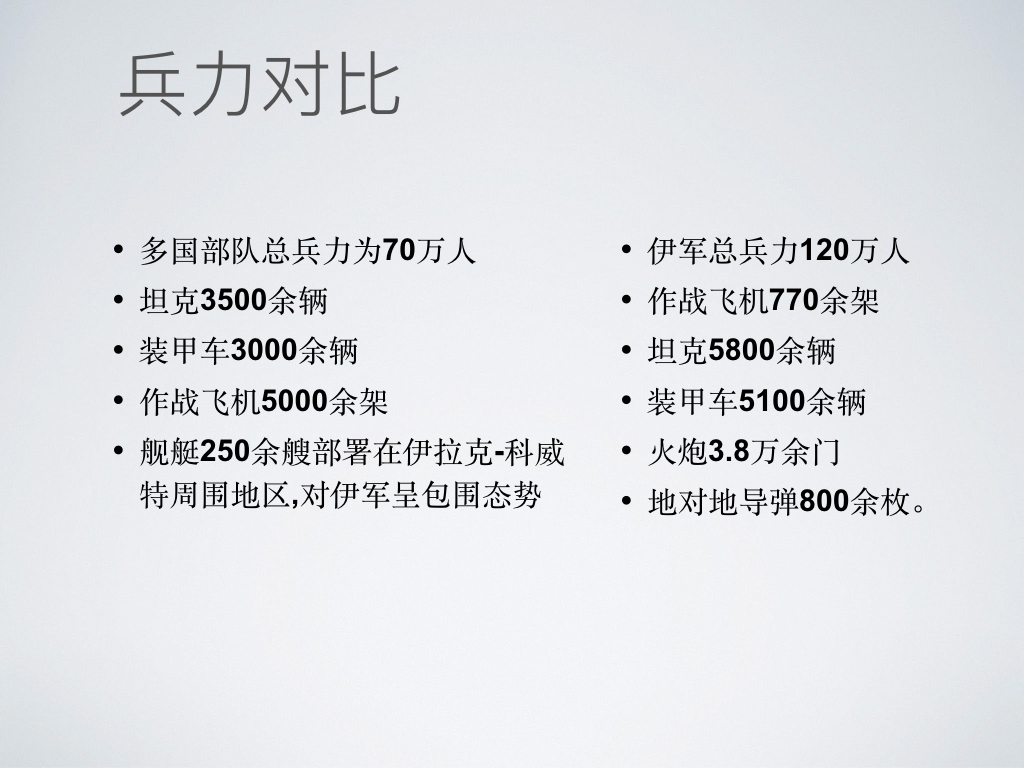 兵力对比
• 多国部队总兵力为70万人
• 坦克3500余辆
• 装甲车3000余辆
• 作战飞机5000余架
• 舰艇250余艘部署在伊拉克-科威
特周围地区,对伊军呈包围态势
• 伊军总兵力120万人
• 作战飞机770余架
• 坦克5800余辆
• 装甲车5100余辆
• 火炮3.8万余门
• 地对地导弹800余枚。